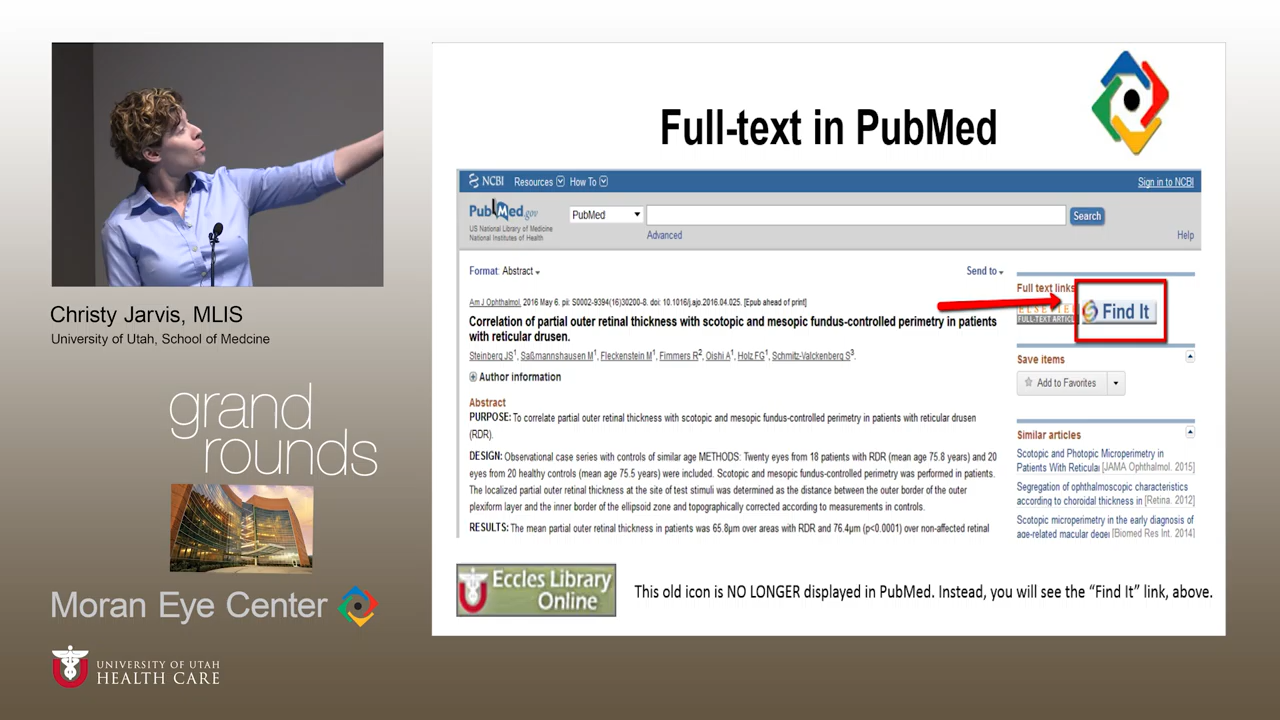 Christy Jarvis, MLIS
University of Utah, School of Medcine
grand
rounds
Moran Eye Center
UNIVERSITY OF UTAH
HEALTH CARE
Full-text in PubMed
NCBI Resources How To Sign in to NCBI
PubMed.gov
US National Library of Medicine
National Institutes of Health
PubMed
Search
Advanced
Help
Format: Abstract
Send to
Am J Ophthalmol. 2016 May 6. pii: S0002-9394(16)30200-8. doi: 10.1016/j.ajo.2016.04.025. [Epub ahead of print]
Correlation of partial outer retinal thickness with scotopic and mesopic fundus-controlled perimetry in patients
with reticular drusen.
Steinberg JS1, Saßmannshausen M1, Fleckenstein M1, Fimmers R2, Oishi A1, Holz FG1, Schmitz-Valckenberg S3.
Author information
Abstract
PURPOSE: To correlate partial outer retinal thickness with scotopic and mesopic fundus-controlled perimetry in patients with reticular drusen
(RDR).
DESIGN: Observational case series with controls of similar age METHODS: Twenty eyes from 18 patients with RDR (mean age 75.8 years) and 20
eyes from 20 healthy controls (mean age 75.5 years) were included. Scotopic and mesopic fundus-controlled perimetry was performed in patients.
The localized partial outer retinal thickness at the site of test stimuli was determined as the distance between the outer border of the outer
plexiform layer and the inner border of the ellipsoid zone and topographically corrected according to measurements in controls.
RESULTS: The mean partial outer retinal thickness in patients was 65.8µm over areas with RDR and 76.4µm (p<0.0001) over non-affected retinal
Full text links
ELSEVIER
FULL-TEXT ARTICL
Find It
Save items
Add to Favorites
Similar articles
Scotopic and Photopic Microperimetry in
Patients With Reticular [JAMA Ophthalmol. 2015]
Segregation of ophthalmoscopic characteristics
according to choroidal thickness in [Retina. 2012]
Scotopic microperimetry in the early diagnosis of
age-related macular degei [Biomed Res Int. 2014]
Eccles Library
Online
This old icon is NO LONGER displayed in PubMed. Instead, you will see the “Find It” link, above.